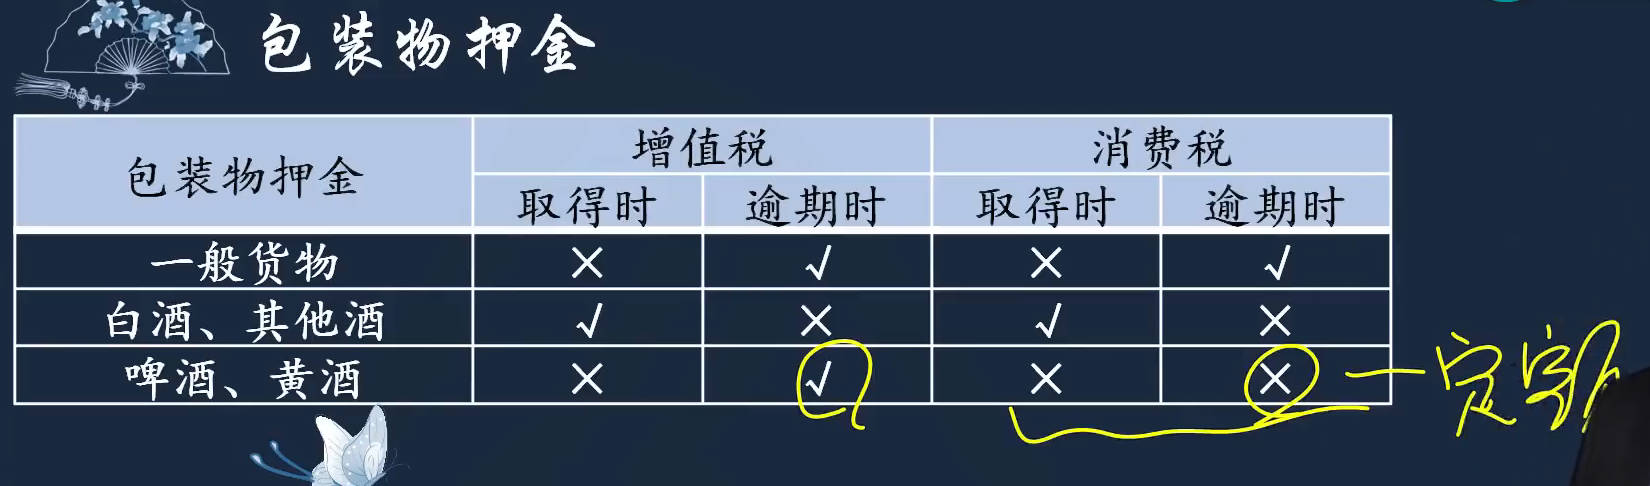 包装物押金
包装物押金 增值税 消费税
取得时 逾期时 取得时 逾期时
一般货物 × √ × √
白酒、其他酒 √ × √ ×
啤酒、黄酒 × √ × ×
一定额